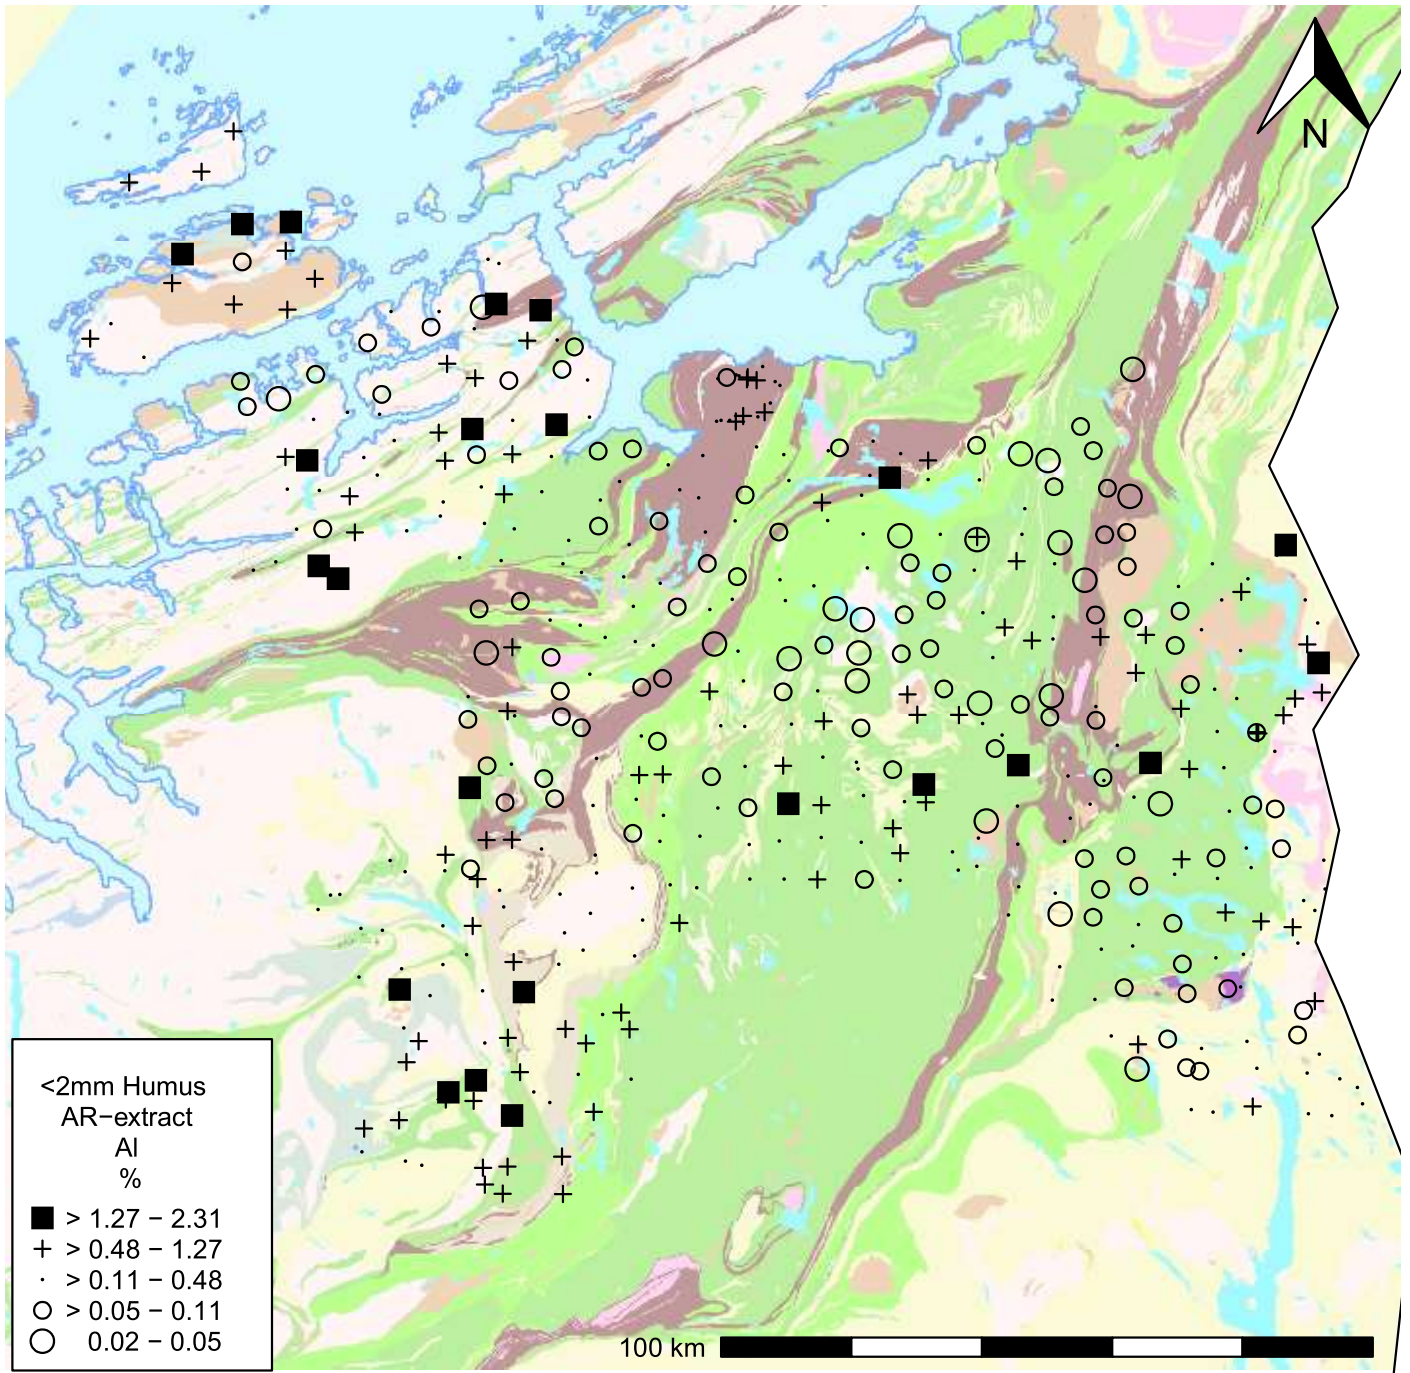 N
<2mm Humus
AR−extract
Al
%
> 1.27 − 2.31
> 0.48 − 1.27
> 0.11 − 0.48
> 0.05 − 0.11
0.02 − 0.05
100 km